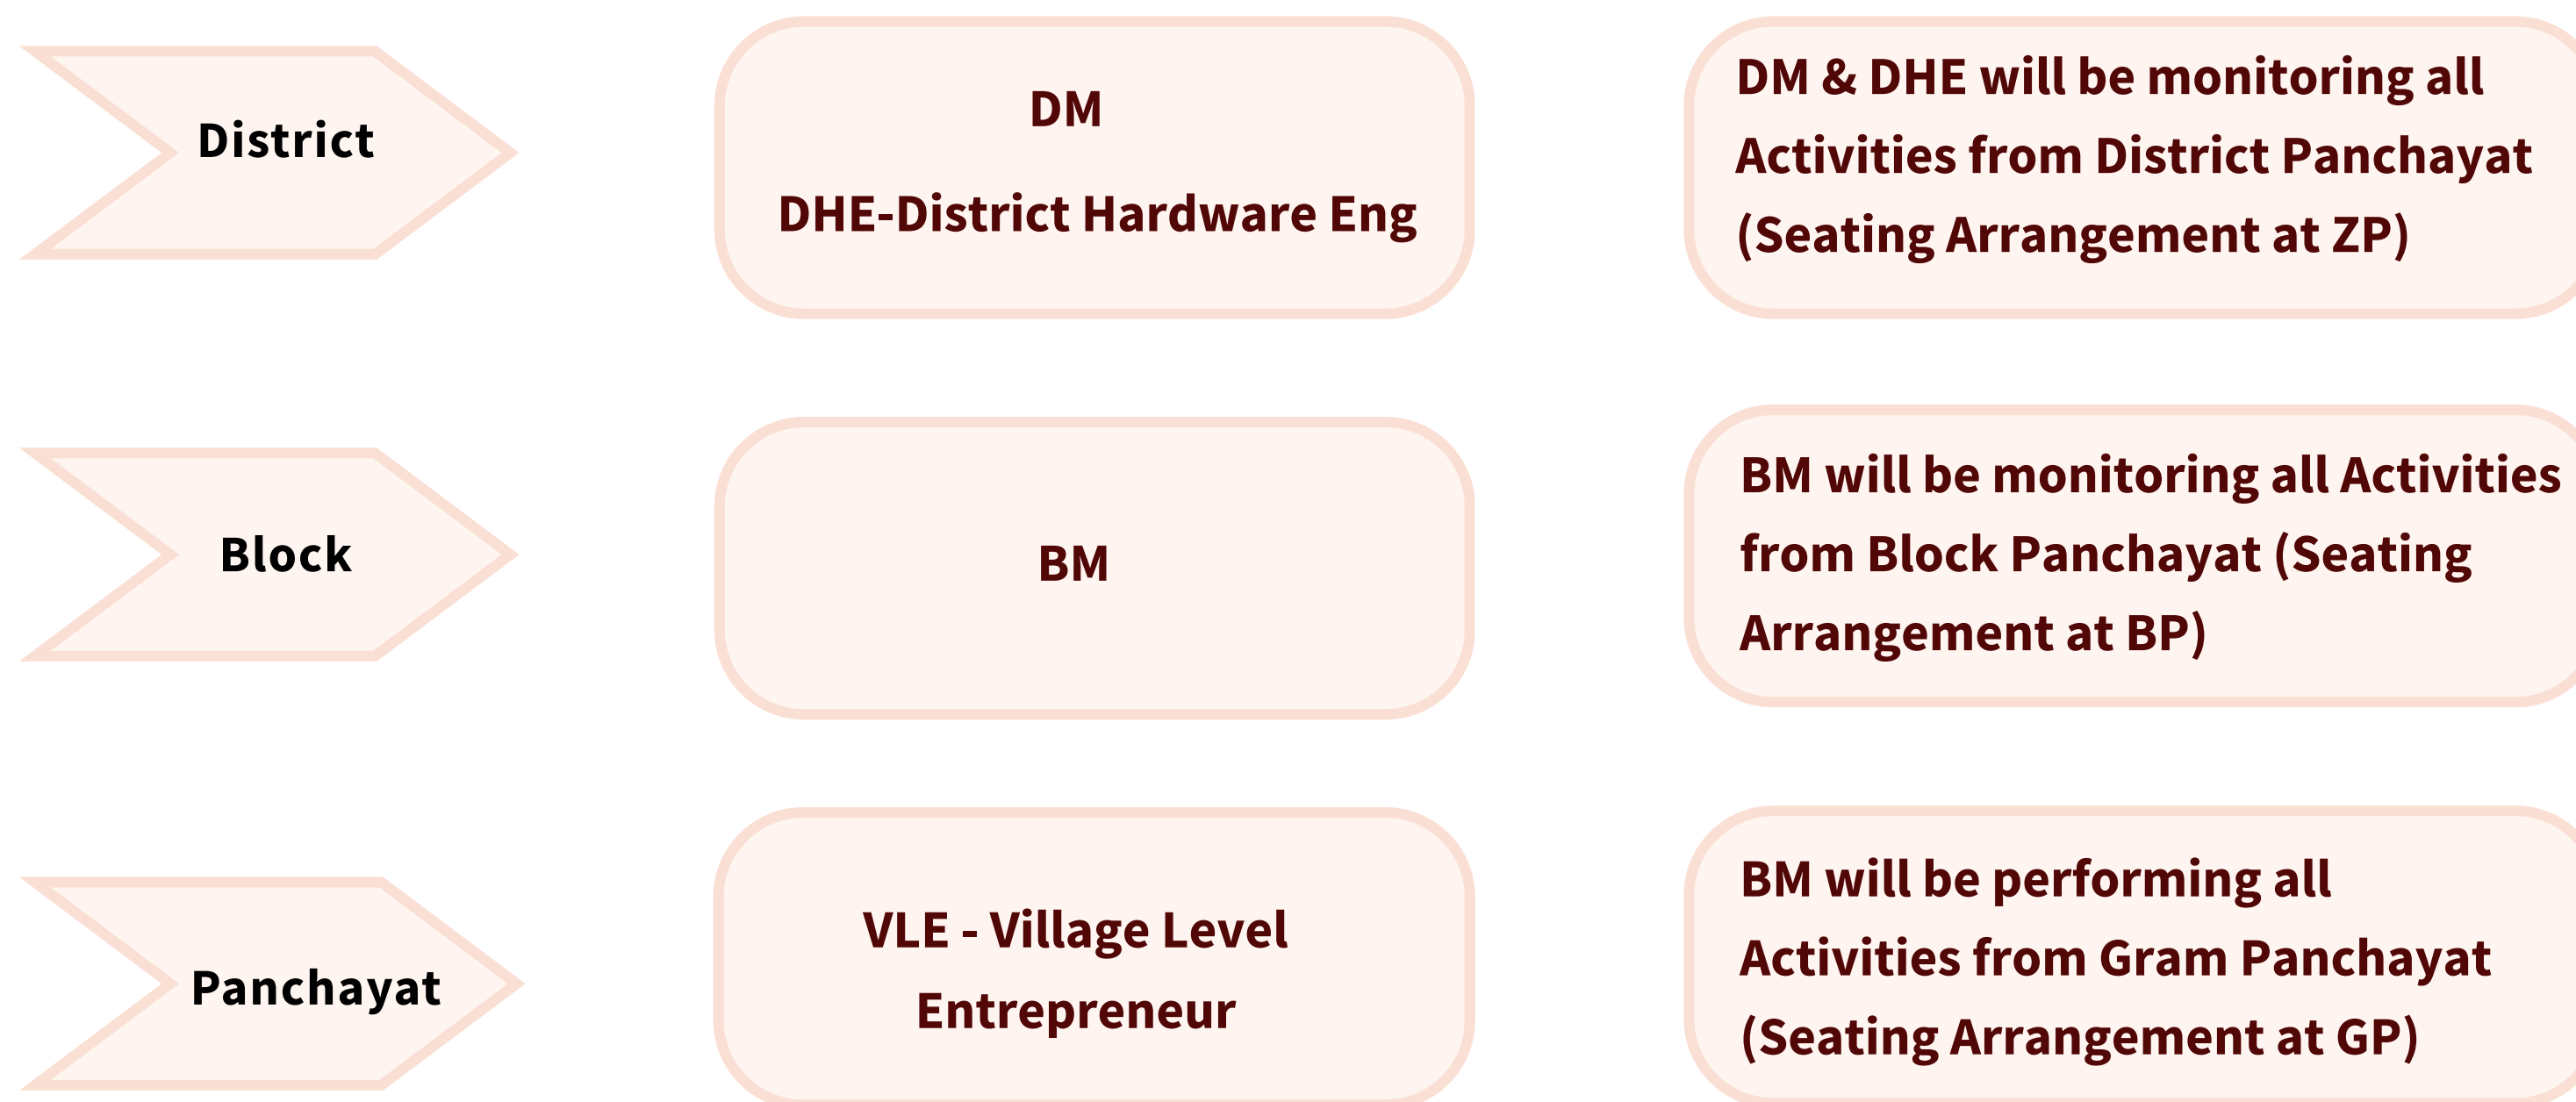 District
DM
DHE-District Hardware Eng
DM & DHE will be monitoring all
Activities from District Panchayat
(Seating Arrangement at ZP)
Block
BM
BM will be monitoring all Activities
from Block Panchayat (Seating
Arrangement at BP)
Panchayat
VLE - Village Level
Entrepreneur
BM will be performing all
Activities from Gram Panchayat
(Seating Arrangement at GP)